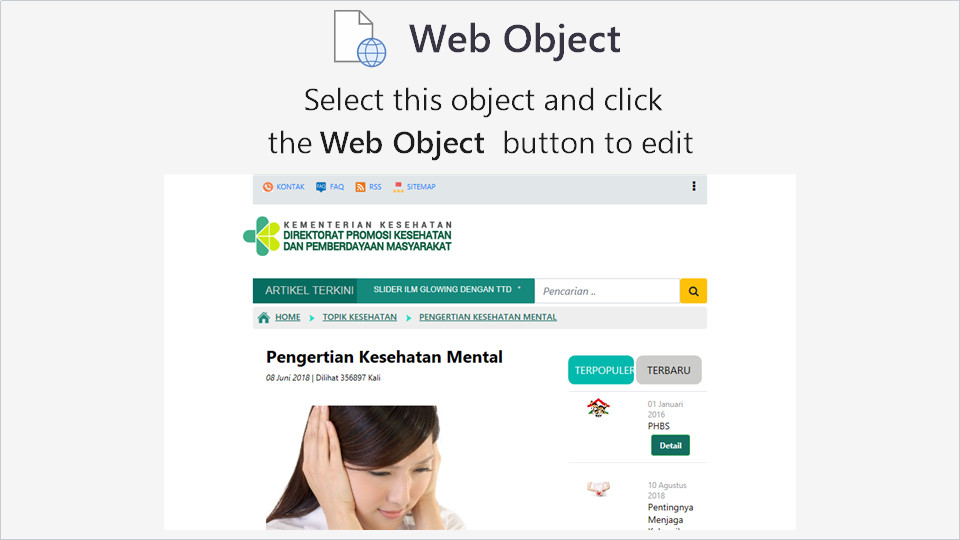 Web Object
Select this object and click
the Web Object button to edit
KONTAK FAQ RSS SITEMAP
KEMENTERIAN KESEHATAN
DIREKTORAT PROMOSI KESEHATAN
DAN PEMBERDAYAAN MASYARAKAT
ARTIKEL TERKINI SLIDER ILM GLOWING DENGAN TTD Pencarian ..
HOME TOPIK KESEHATAN PENGERTIAN KESEHATAN MENTAL
Pengertian Kesehatan Mental
08 Juni 2018 | Dilihat 356897 Kali
TERPOPULER TERBARU
01 Januari
2016
PHBS
Detail
10 Agustus
2018
Pentingnya
Menjaga